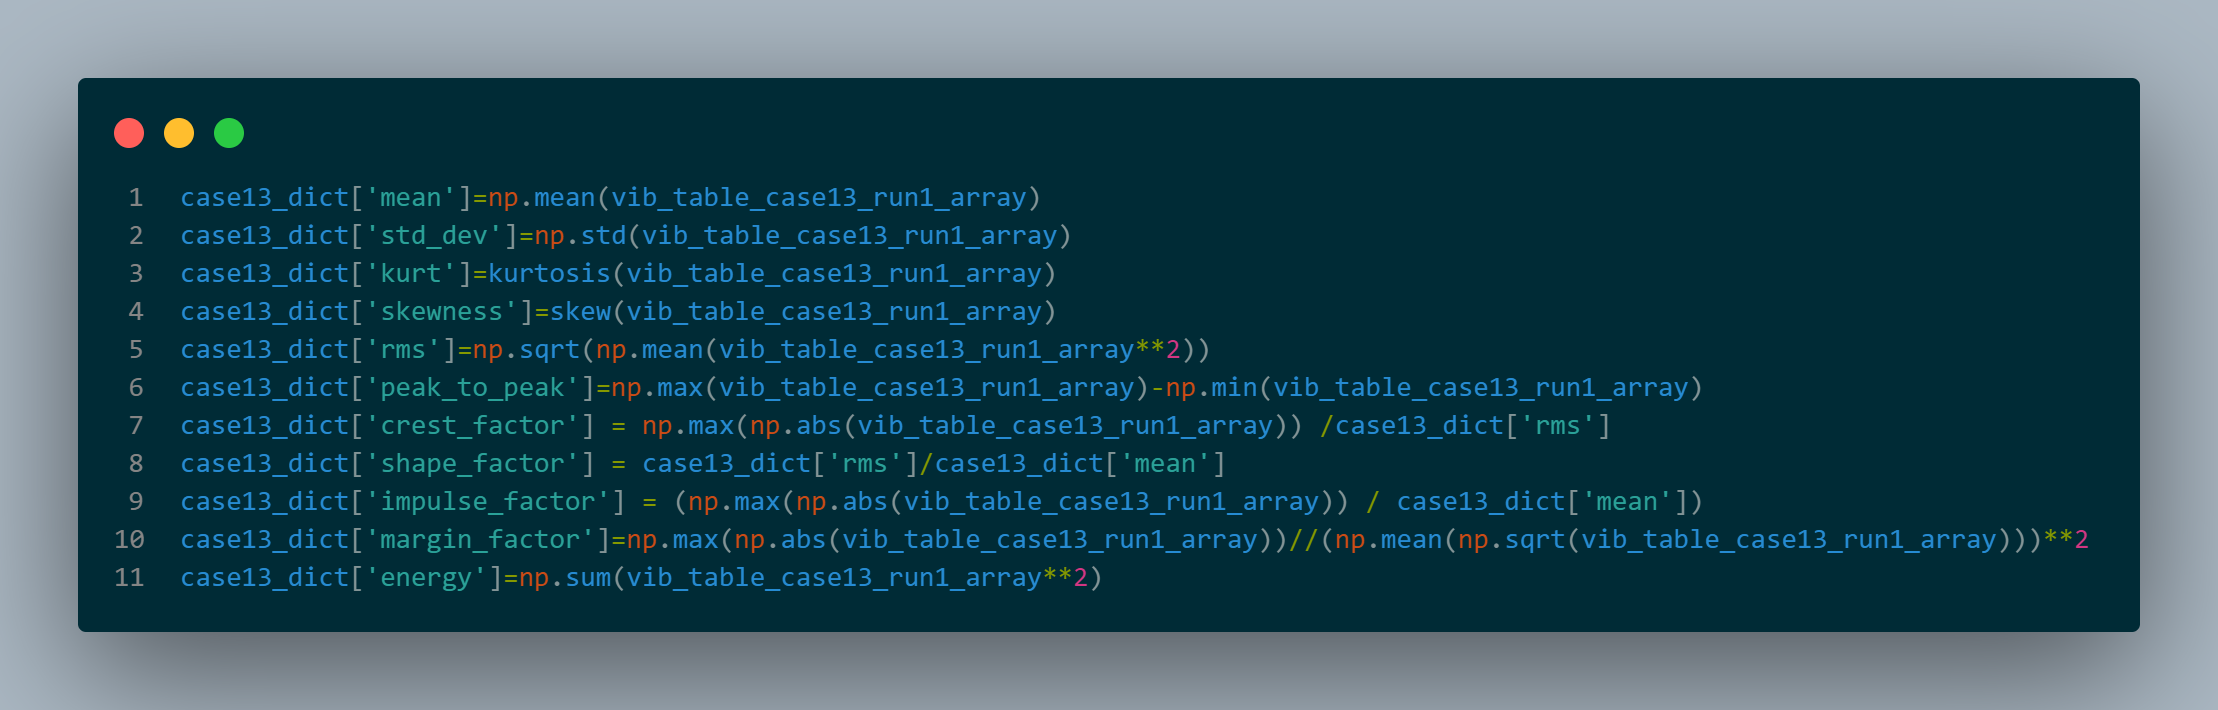 1 case13_dict['mean']=np.mean(vib_table_case13_run1_array)
2 case13_dict['std_dev']=np.std(vib_table_case13_run1_array)
3 case13_dict['kurt']=kurtosis(vib_table_case13_run1_array)
4 case13_dict['skewness']=skew(vib_table_case13_run1_array)
5 case13_dict['rms']=np.sqrt(np.mean(vib_table_case13_run1_array**2))
6 case13_dict['peak_to_peak']=np.max(vib_table_case13_run1_array)-np.min(vib_table_case13_run1_array)
7 case13_dict['crest_factor'] = np.max(np.abs(vib_table_case13_run1_array)) /case13_dict['rms']
8 case13_dict['shape_factor'] = case13_dict['rms']/case13_dict['mean']
9 case13_dict['impulse_factor'] = (np.max(np.abs(vib_table_case13_run1_array)) / case13_dict['mean'])
10 case13_dict['margin_factor']=np.max(np.abs(vib_table_case13_run1_array))//(np.mean(np.sqrt(vib_table_case13_run1_array)))**2
11 case13_dict['energy']=np.sum(vib_table_case13_run1_array**2)